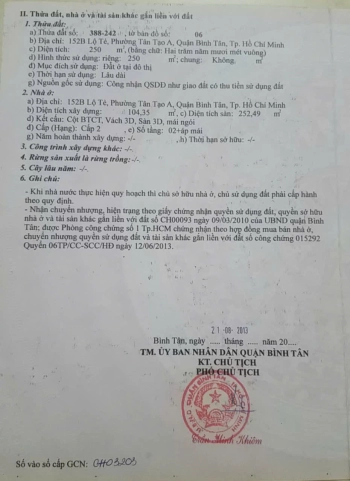 II. Thửa đất, nhà ở và tài sản khác gắn liền với đất
1. Thửa đất:
a) Thửa đất số: 388-242 , tờ bản đồ số: 06
b) Địa chỉ: 152B Lộ Tẻ, Phường Tân Tạo A, Quận Bình Tân, Tp. Hồ Chí Minh
c) Diện tích: 250 m², (bằng chữ: Hai trăm năm mươi mét vuông)
d) Hình thức sử dụng: riêng: 250 m²; chung: Không, m²
đ) Mục đích sử dụng: Đất ở tại đô thị
e) Thời hạn sử dụng: Lâu dài
g) Nguồn gốc sử dụng: Công nhận QSDĐ như giao đất có thu tiền sử dụng đất
2. Nhà ở:
a) Địa chỉ: 152B Lộ Tẻ, Phường Tân Tạo A, Quận Bình Tân, Tp. Hồ Chí Minh
b) Diện tích xây dựng: 104,35 m², c) Diện tích sàn: 252,49 m²
d) Kết cấu: Cột BTCT, Vách 3D, Sàn 3D, mái ngói
đ) Cấp (Hạng): Cấp 2 , e) Số tầng: 02+áp mái
g) Năm hoàn thành xây dựng: -/- , h) Thời hạn sở hữu: -/-
3. Công trình xây dựng khác: -/-
4. Rừng sản xuất là rừng trồng: -/-
5. Cây lâu năm: -/-
6. Ghi chú:
- Khi nhà nước thực hiện quy hoạch thì chủ sở hữu nhà ở, chủ sử dụng đất phải cấp hành
theo quy định.
- Nhận chuyển nhượng, hiện trạng theo giấy chứng nhận quyền sử dụng đất, quyền sở hữu
nhà ở và tài sản khác gắn liền với đất số CH00093 ngày 09/03/2010 của UBND quận Bình
Tân; được Phòng công chứng số 1 Tp.HCM chứng nhận theo hợp đồng mua bán nhà ở,
chuyển nhượng quyền sử dụng đất và tài sản khác gắn liền với đất số công chứng 015292
Quyển 06TP/CC-SCC/HĐ ngày 12/06/2013.
21-08-2013
Bình Tân, ngày ..... tháng ..... năm 20....
TM. ỦY BAN NHÂN DÂN QUẬN BÌNH TÂN
KT. CHỦ TỊCH
PHÓ CHỦ TỊCH
Minh Khiêm
Số vào sổ cấp GCN: CH03203